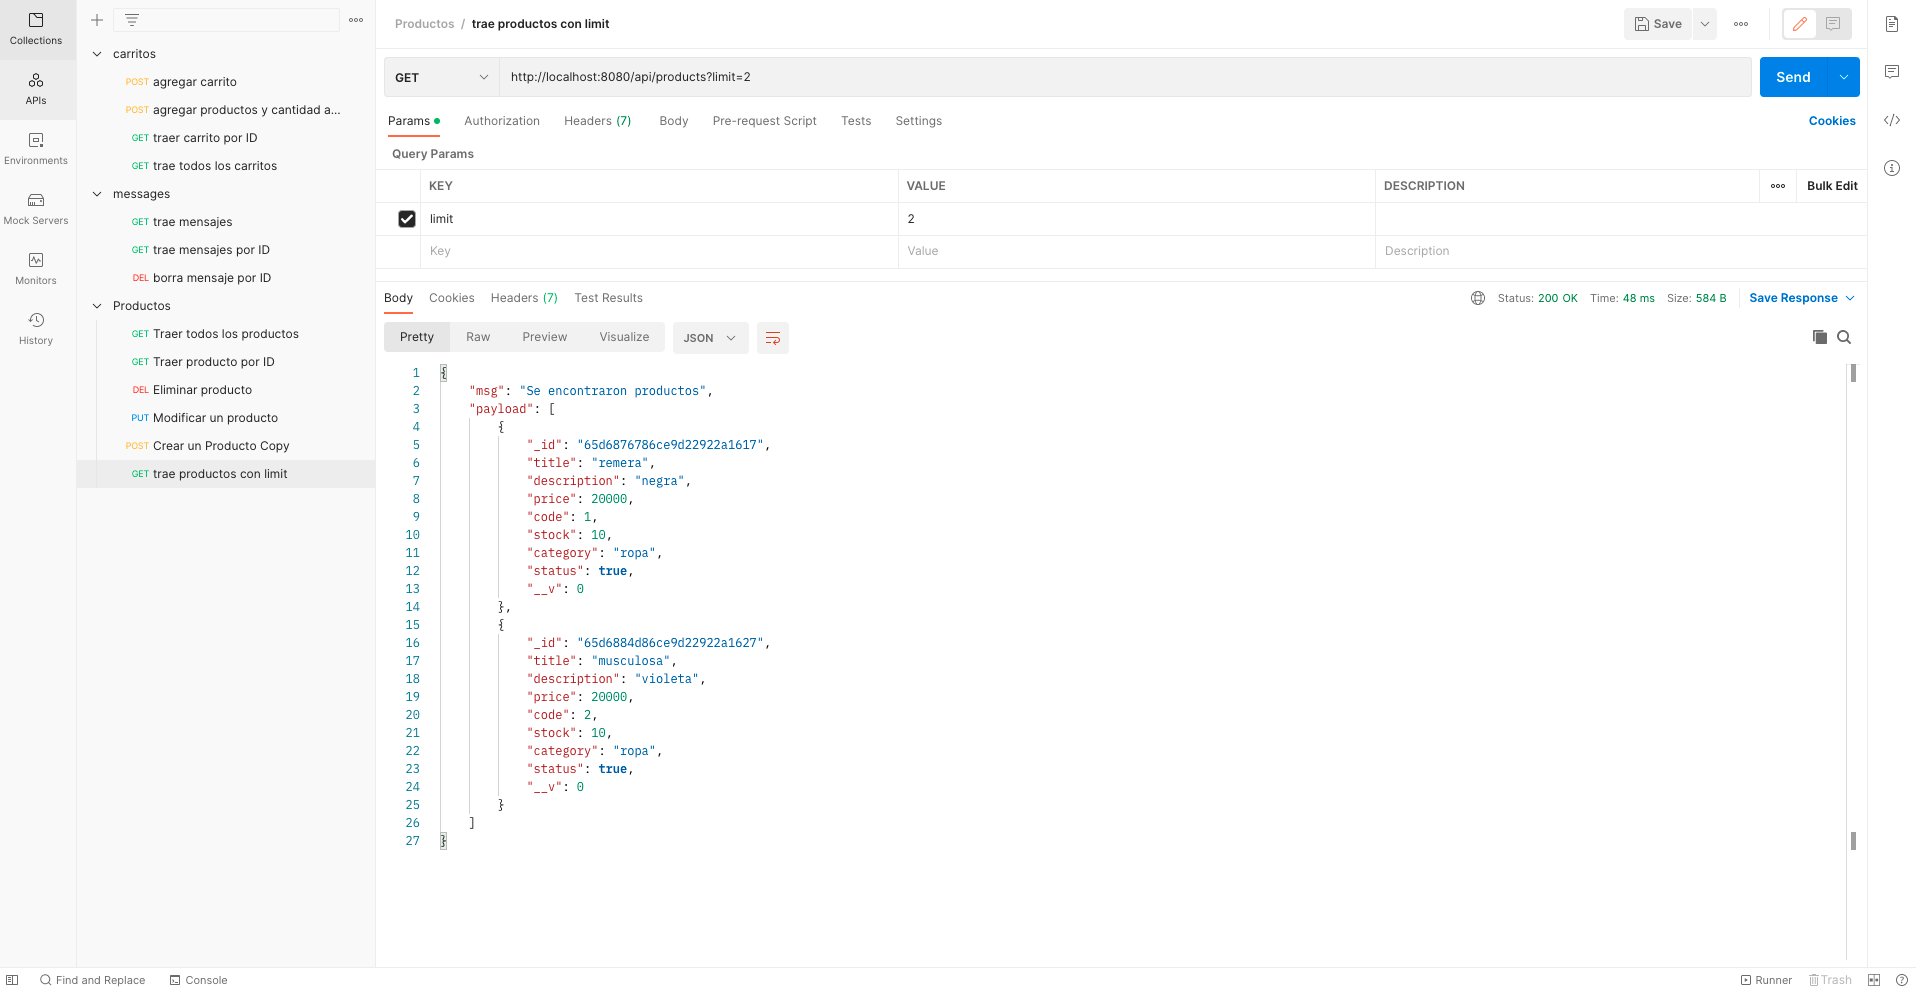 Collections
APIs
Environments
Mock Servers
Monitors
History
carritos
POST agregar carrito
POST agregar productos y cantidad a...
GET traer carrito por ID
GET trae todos los carritos
messages
GET trae mensajes
GET trae mensajes por ID
DEL borra mensaje por ID
Productos
GET Traer todos los productos
GET Traer producto por ID
DEL Eliminar producto
PUT Modificar un producto
POST Crear un Producto Copy
GET trae productos con limit
Productos / trae productos con limit
Save
GET http://localhost:8080/api/products?limit=2
Send
Params Authorization Headers (7) Body Pre-request Script Tests Settings
Cookies
Query Params
KEY VALUE DESCRIPTION
Bulk Edit
limit 2
Key Value Description
Body Cookies Headers (7) Test Results
Status: 200 OK Time: 48 ms Size: 584 B
Save Response
Pretty Raw Preview Visualize JSON
1 {
2 "msg": "Se encontraron productos",
3 "payload": [
4 {
5 "_id": "65d6876786ce9d22922a1617",
6 "title": "remera",
7 "description": "negra",
8 "price": 20000,
9 "code": 1,
10 "stock": 10,
11 "category": "ropa",
12 "status": true,
13 "__v": 0
14 },
15 {
16 "_id": "65d6884d86ce9d22922a1627",
17 "title": "musculosa",
18 "description": "violeta",
19 "price": 20000,
20 "code": 2,
21 "stock": 10,
22 "category": "ropa",
23 "status": true,
24 "__v": 0
25 }
26 ]
27 }
Find and Replace Console
Runner Trash